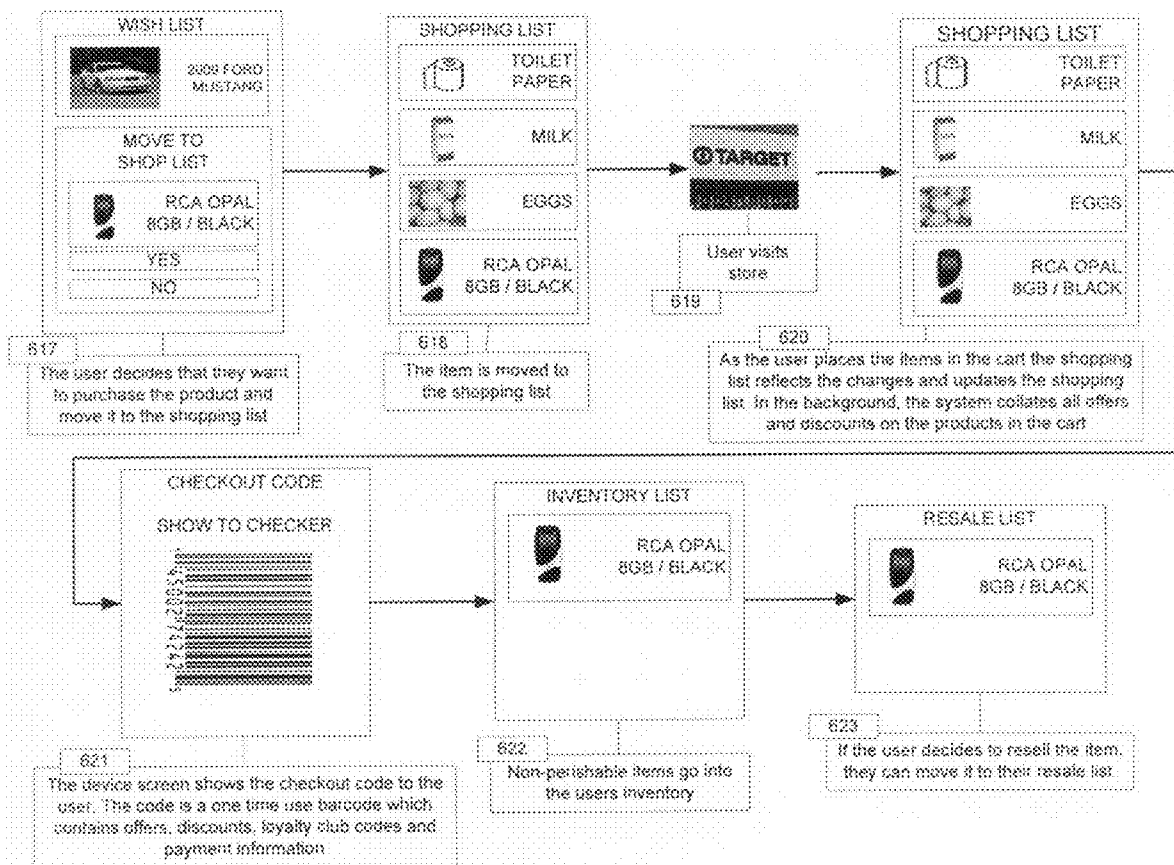 WISH LIST
2009 FORD
MUSTANG
MOVE TO
SHOP LIST
RCA OPAL
8GB / BLACK
YES
NO
617
The user decides that they want
to purchase the product and
move it to the shopping list
SHOPPING LIST
TOILET
PAPER
MILK
EGGS
RCA OPAL
8GB / BLACK
618
The item is moved to
the shopping list
TARGET
User visits
store
619
SHOPPING LIST
TOILET
PAPER
MILK
EGGS
RCA OPAL
8GB / BLACK
620
As the user places the items in the cart the shopping
list reflects the changes and updates the shopping
list. In the background, the system collates all offers
and discounts on the products in the cart
CHECKOUT CODE
SHOW TO CHECKER
621
The device screen shows the checkout code to the
user. The code is a one time use barcode which
contains offers, discounts, loyalty club codes and
payment information
INVENTORY LIST
RCA OPAL
8GB / BLACK
622
Non-perishable items go into
the users inventory
RESALE LIST
RCA OPAL
8GB / BLACK
623
If the user decides to resell the item,
they can move it to their resale list